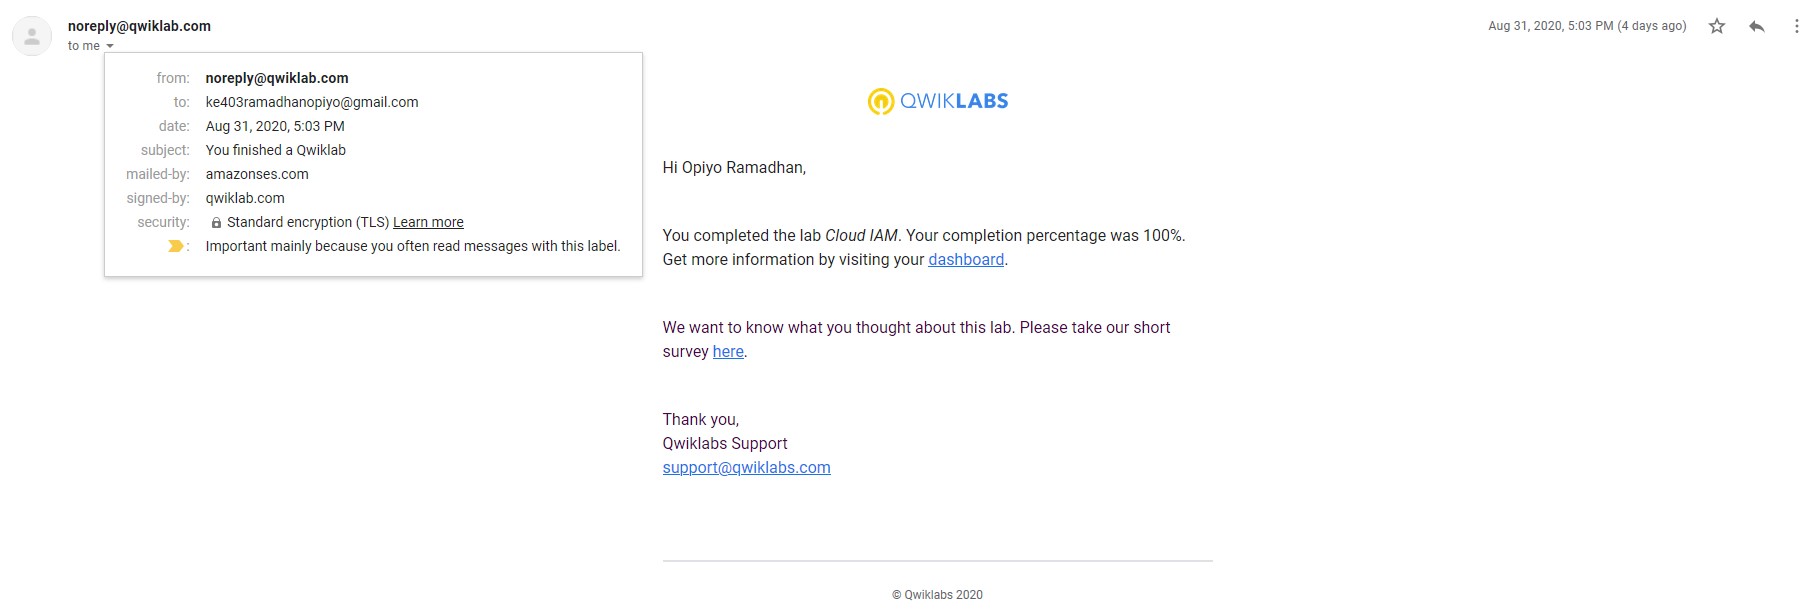 noreply@qwiklab.com
Aug 31, 2020, 5:03 PM (4 days ago)
to me
from: noreply@qwiklab.com
to: ke403ramadhanopiyo@gmail.com
date: Aug 31, 2020, 5:03 PM
subject: You finished a Qwiklab
mailed-by: amazonses.com
signed-by: qwiklab.com
security: Standard encryption (TLS) Learn more
: Important mainly because you often read messages with this label.
QWIKLABS
Hi Opiyo Ramadhan,
You completed the lab Cloud IAM. Your completion percentage was 100%.
Get more information by visiting your dashboard.
We want to know what you thought about this lab. Please take our short
survey here.
Thank you,
Qwiklabs Support
support@qwiklabs.com
© Qwiklabs 2020